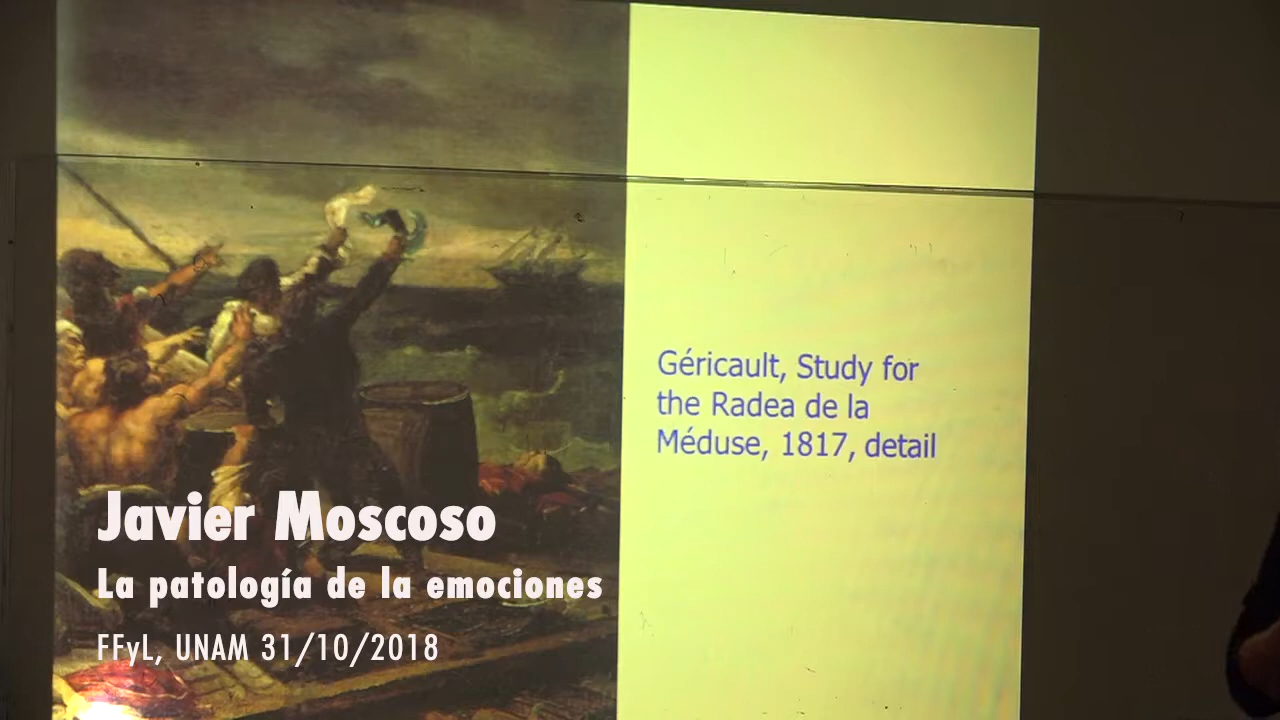 Géricault, Study for
the Radea de la
Méduse, 1817, detail
Javier Moscoso
La patología de la emociones
FFyL, UNAM 31/10/2018